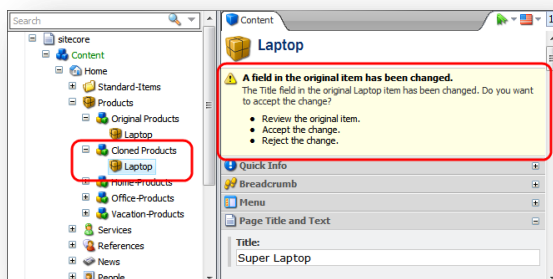 Search
sitecore
Content
Home
Standard-Items
Products
Original Products
Laptop
Cloned Products
Laptop
Home-Products
Office-Products
Vacation-Products
Services
References
News
People
Content
1
Laptop
A field in the original item has been changed.
The Title field in the original Laptop item has been changed. Do you want
to accept the change?
• Review the original item.
• Accept the change.
• Reject the change.
Quick Info
Breadcrumb
Menu
Page Title and Text
Title:
Super Laptop